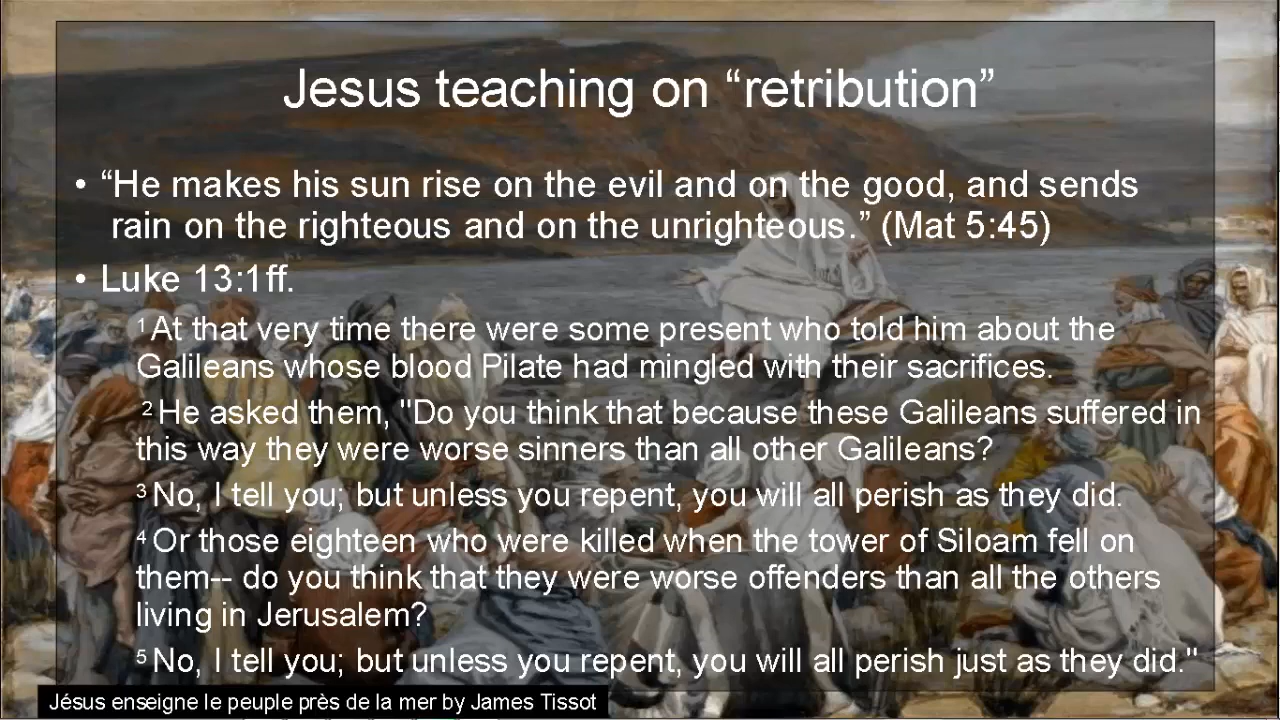 Jesus teaching on “retribution”
• “He makes his sun rise on the evil and on the good, and sends
rain on the righteous and on the unrighteous.” (Mat 5:45)
• Luke 13:1ff.
¹ At that very time there were some present who told him about the
Galileans whose blood Pilate had mingled with their sacrifices.
² He asked them, "Do you think that because these Galileans suffered in
this way they were worse sinners than all other Galileans?
³ No, I tell you; but unless you repent, you will all perish as they did.
⁴ Or those eighteen who were killed when the tower of Siloam fell on
them-- do you think that they were worse offenders than all the others
living in Jerusalem?
⁵ No, I tell you; but unless you repent, you will all perish just as they did."
Jésus enseigne le peuple près de la mer by James Tissot